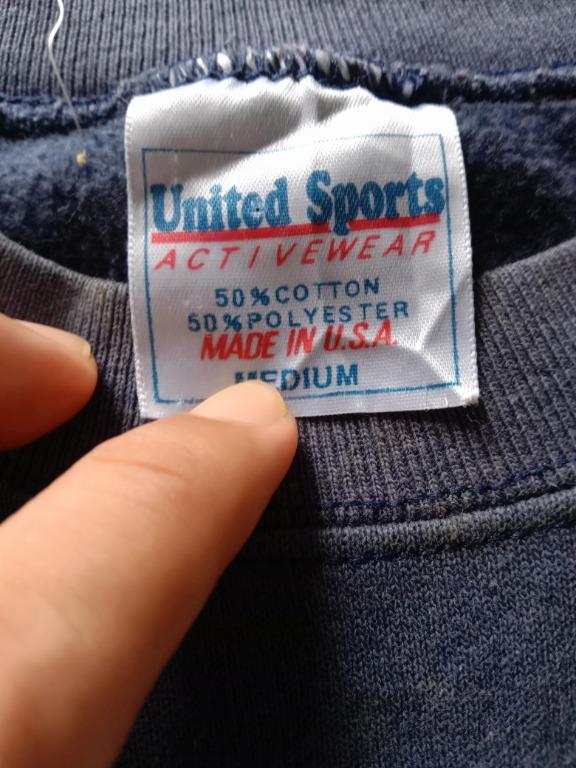 United Sports
ACTIVEWEAR
50% COTTON
50% POLYESTER
MADE IN U.S.A.
MEDIUM